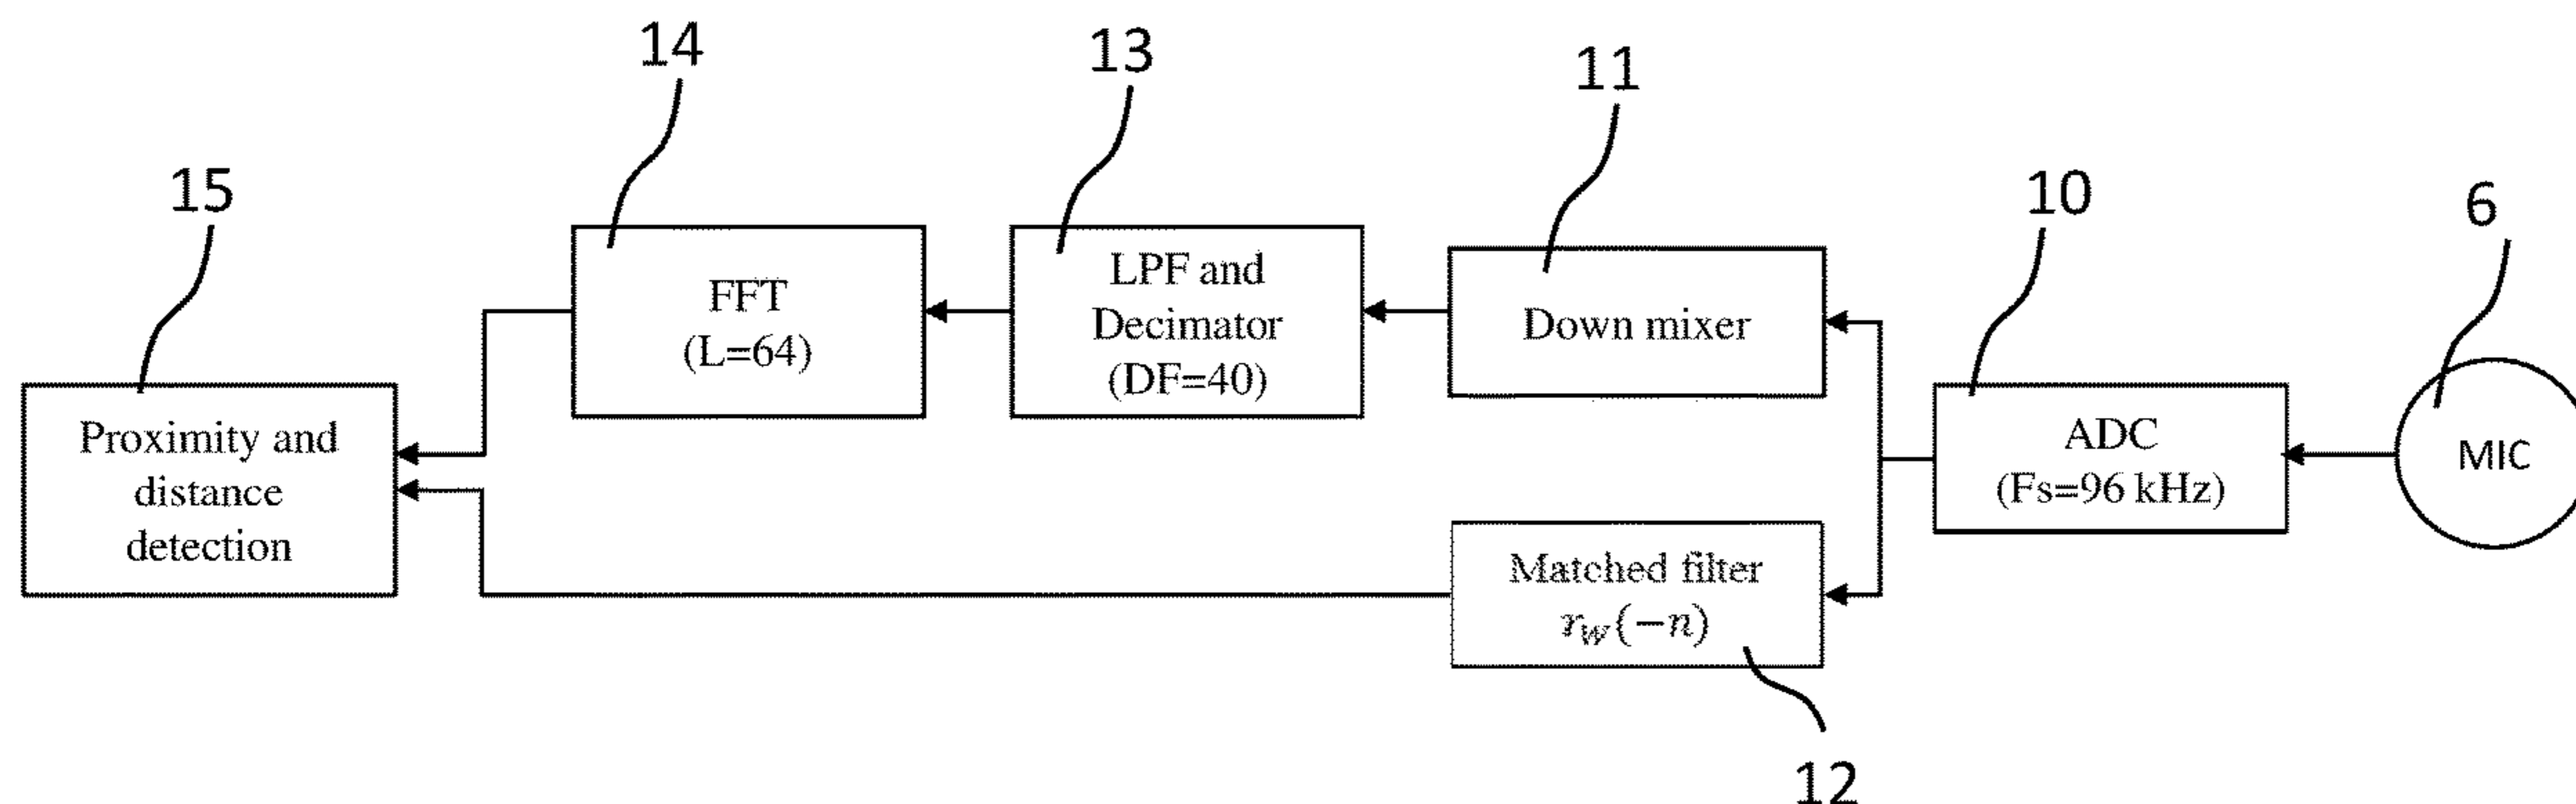 14
13
11
15
10
6
FFT
(L=64)
LPF and
Decimator
(DF=40)
Down mixer
Proximity and
distance
detection
ADC
(Fs=96 kHz)
MIC
Matched filter
r_W(−n)
12